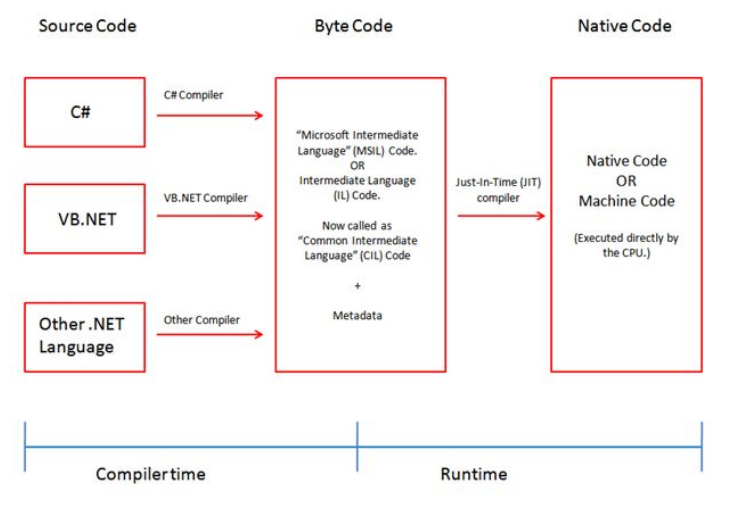 Source Code
Byte Code
Native Code
C#
C# Compiler
VB.NET
VB.NET Compiler
Other .NET
Language
Other Compiler
“Microsoft Intermediate
Language” (MSIL) Code.
OR
Intermediate Language
(IL) Code.
Now called as
“Common Intermediate
Language” (CIL) Code
+
Metadata
Just-In-Time (JIT)
compiler
Native Code
OR
Machine Code
(Executed directly by
the CPU.)
Compilertime
Runtime